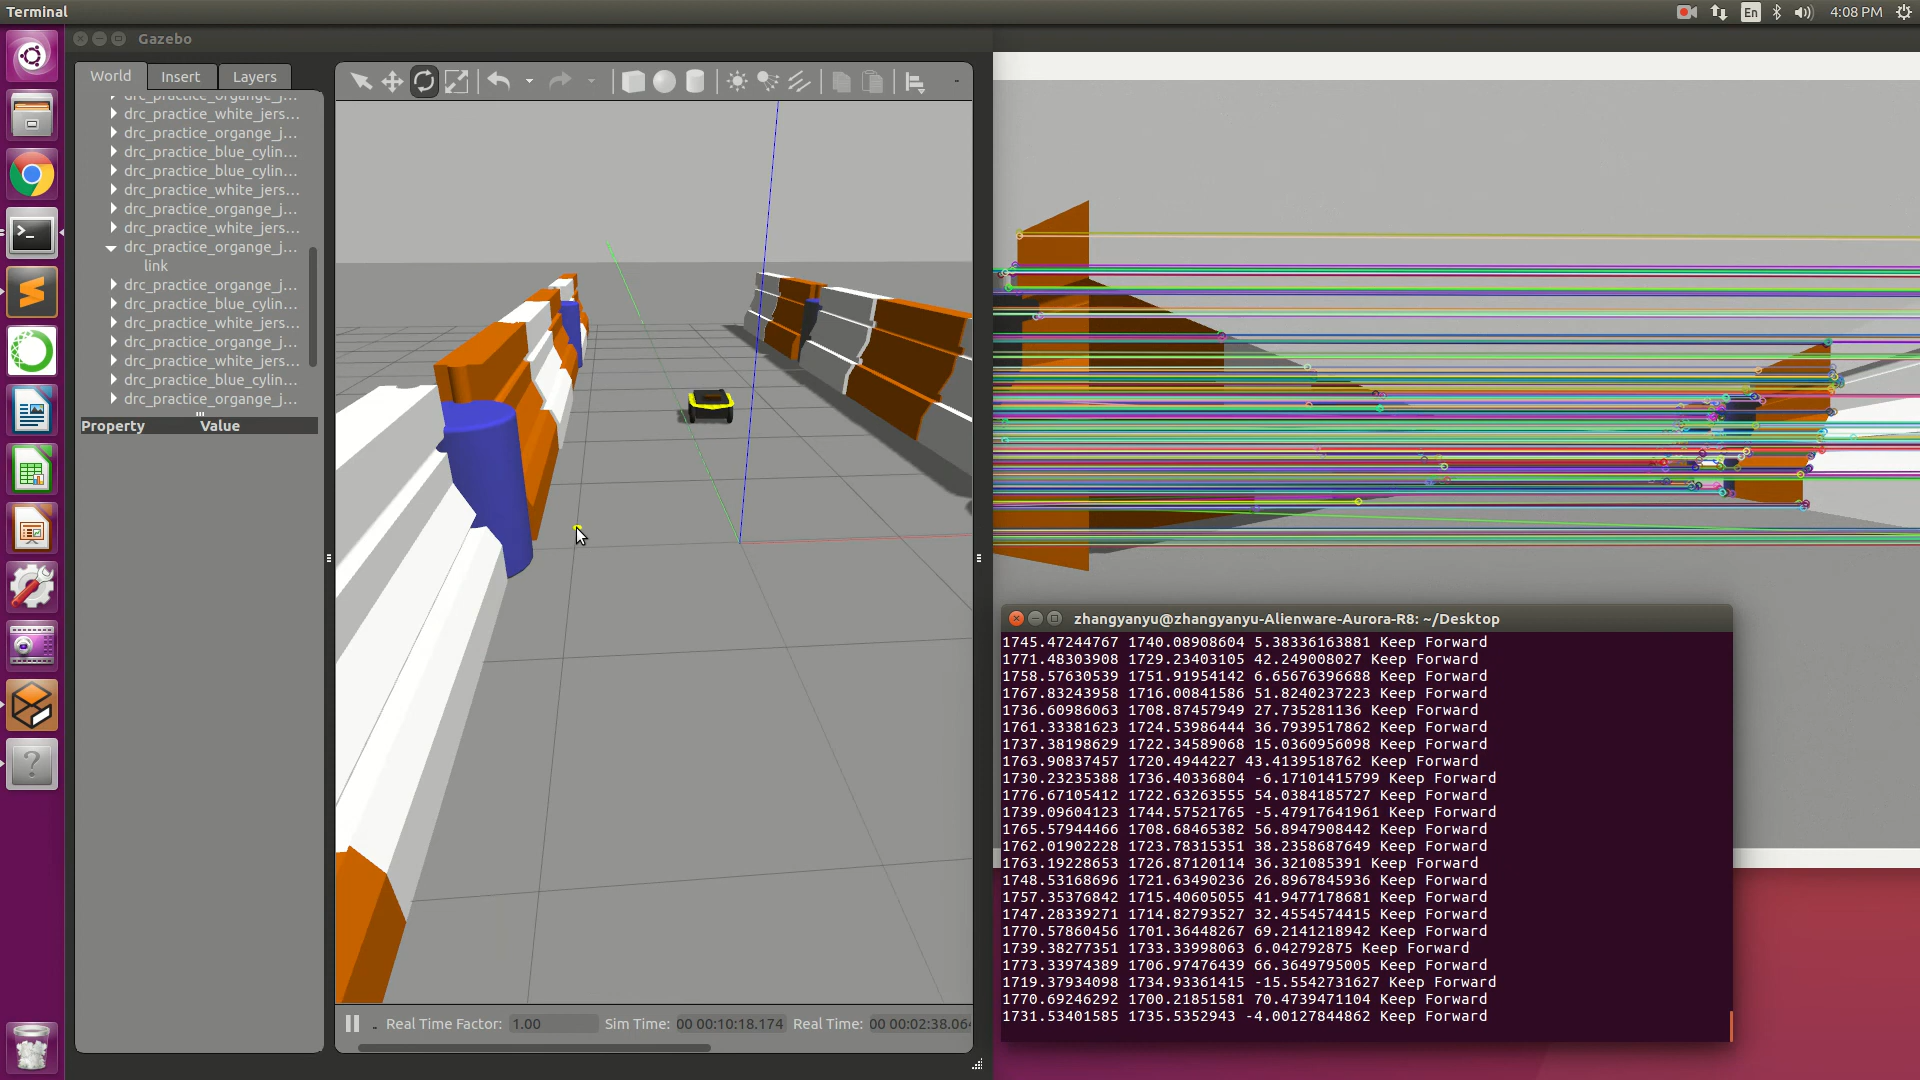 Terminal
En
4:08 PM
Gazebo
World Insert Layers
drc_practice_organge_j...
drc_practice_white_jers...
drc_practice_organge_j...
drc_practice_blue_cylin...
drc_practice_blue_cylin...
drc_practice_white_jers...
drc_practice_organge_j...
drc_practice_white_jers...
drc_practice_organge_j...
link
drc_practice_organge_j...
drc_practice_blue_cylin...
drc_practice_white_jers...
drc_practice_organge_j...
drc_practice_white_jers...
drc_practice_blue_cylin...
drc_practice_organge_j...
Property Value
Real Time Factor: 1.00 Sim Time: 00 00:10:18.174 Real Time: 00 00:02:38.06
zhangyanyu@zhangyanyu-Alienware-Aurora-R8: ~/Desktop
1745.47244767 1740.08908604 5.38336163881 Keep Forward
1771.48303908 1729.23403105 42.249008027 Keep Forward
1758.57630539 1751.91954142 6.65676396688 Keep Forward
1767.83243958 1716.00841586 51.8240237223 Keep Forward
1736.60986063 1708.87457949 27.735281136 Keep Forward
1761.33381623 1724.53986444 36.7939517862 Keep Forward
1737.38198629 1722.34589068 15.0360956098 Keep Forward
1763.90837457 1720.4944227 43.4139518762 Keep Forward
1730.23235388 1736.40336804 -6.17101415799 Keep Forward
1776.67105412 1722.63263555 54.0384185727 Keep Forward
1739.09604123 1744.57521765 -5.47917641961 Keep Forward
1765.57944466 1708.68465382 56.8947908442 Keep Forward
1762.01902228 1723.78315351 38.2358687649 Keep Forward
1763.19228653 1726.87120114 36.321085391 Keep Forward
1748.53168696 1721.63490236 26.8967845936 Keep Forward
1757.35376842 1715.40605055 41.9477178681 Keep Forward
1747.28339271 1714.82793527 32.4554574415 Keep Forward
1770.57860456 1701.36448267 69.2141218942 Keep Forward
1739.38277351 1733.33998063 6.042792875 Keep Forward
1773.33974389 1706.97476439 66.3649795005 Keep Forward
1719.37934098 1734.93361415 -15.5542731627 Keep Forward
1770.69246292 1700.21851581 70.4739471104 Keep Forward
1731.53401585 1735.5352943 -4.00127844862 Keep Forward